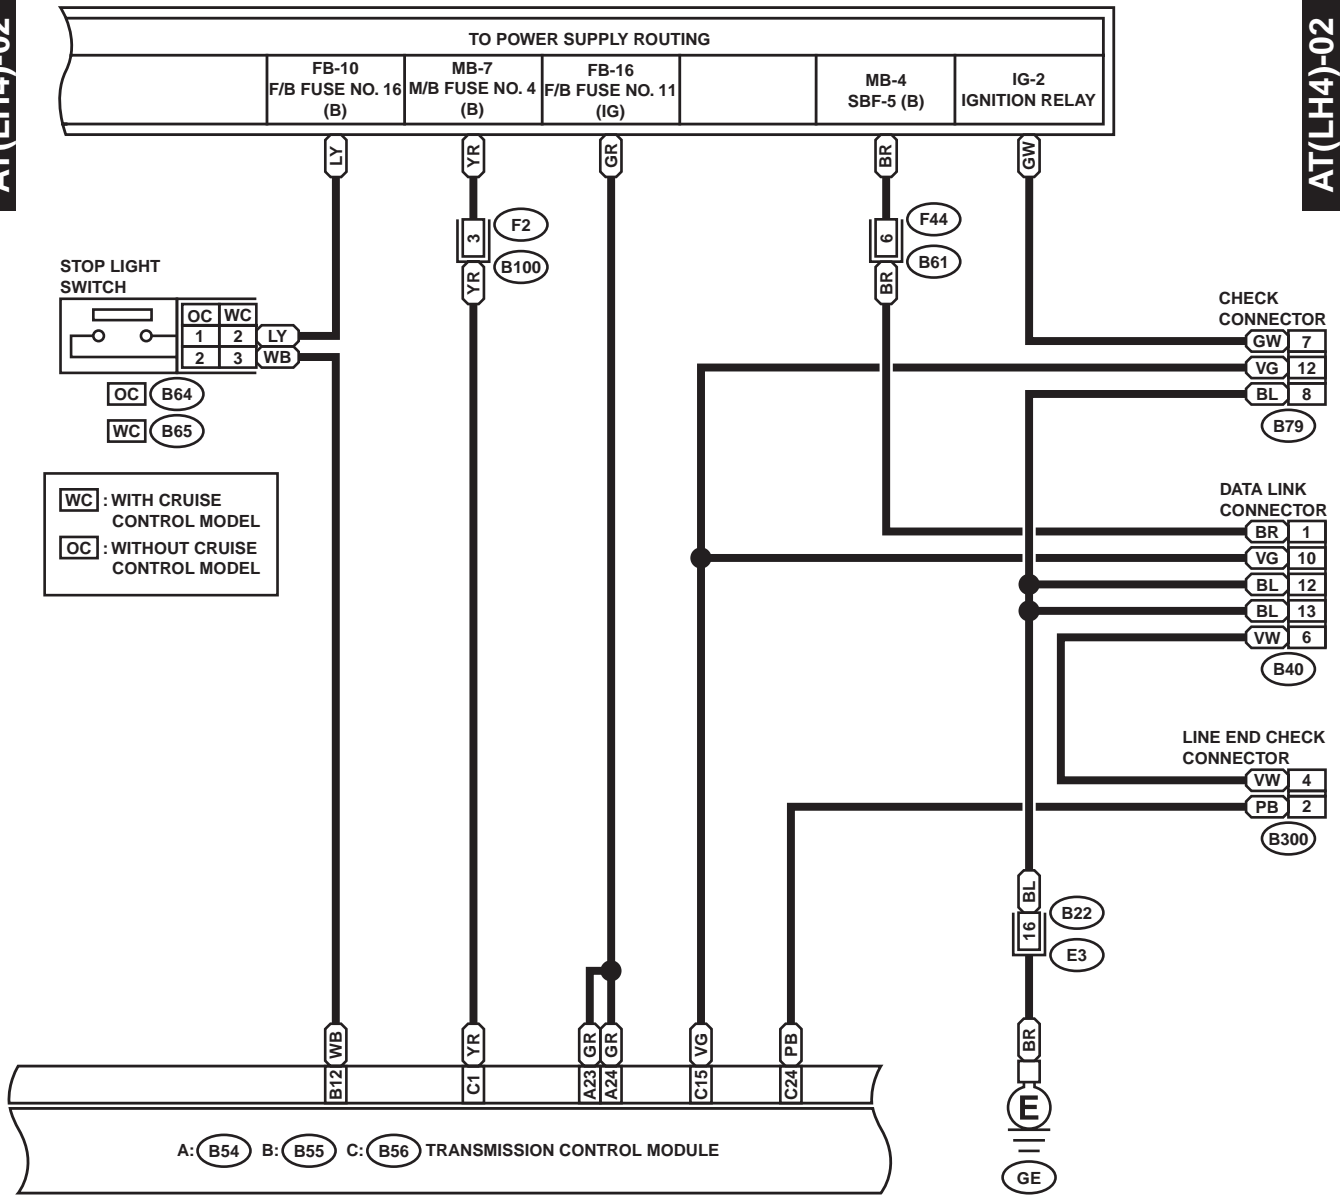 AT(LH4)-02
AT(LH4)-02
TO POWER SUPPLY ROUTING
FB-10
F/B FUSE NO. 16
(B)
MB-7
M/B FUSE NO. 4
(B)
FB-16
F/B FUSE NO. 11
(IG)
MB-4
SBF-5 (B)
IG-2
IGNITION RELAY
LY
YR
GR
BR
GW
3
F2
B100
YR
6
F44
B61
BR
STOP LIGHT
SWITCH
OC WC
1 2 LY
2 3 WB
OC B64
WC B65
WC : WITH CRUISE
CONTROL MODEL
OC : WITHOUT CRUISE
CONTROL MODEL
CHECK
CONNECTOR
GW 7
VG 12
BL 8
B79
DATA LINK
CONNECTOR
BR 1
VG 10
BL 12
BL 13
VW 6
B40
LINE END CHECK
CONNECTOR
VW 4
PB 2
B300
BL
16
B22
E3
BR
E
GE
WB
YR
GR
GR
VG
PB
B12
C1
A23
A24
C15
C24
A: B54 B: B55 C: B56 TRANSMISSION CONTROL MODULE